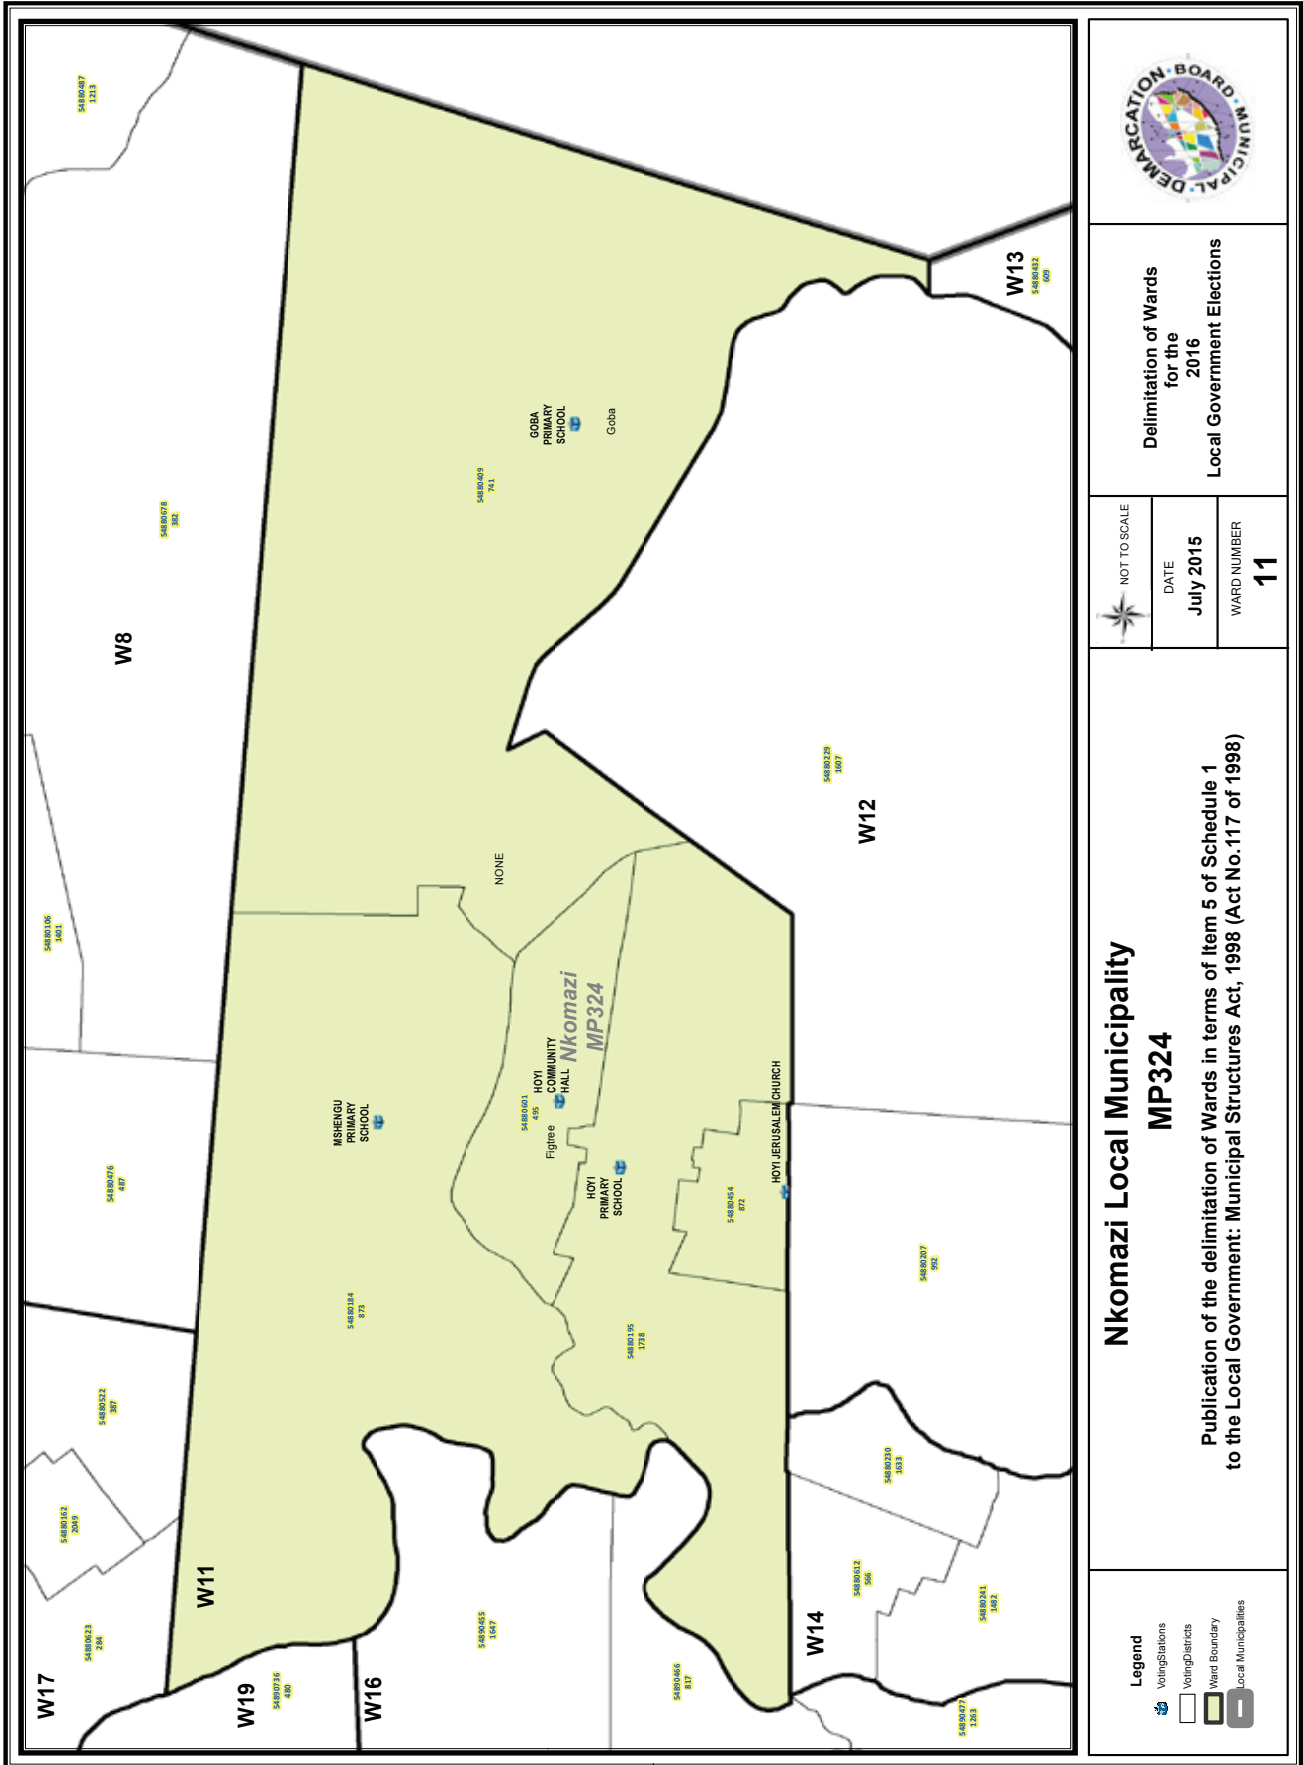 W17
W19
W16
W11
W8
W14
W12
W13
54880623
284
54880162
2049
54880522
387
54880476
487
54880106
1401
54880678
382
54880487
1213
54890736
480
54890455
1647
54890466
817
54890477
1263
54880612
566
54880241
1482
54880230
1633
54880207
992
54880229
1607
54880432
609
54880184
873
MSHENGU
PRIMARY
SCHOOL
54880601
495
Figtree
HOYI
COMMUNITY
HALL
Nkomazi
MP324
NONE
HOYI
PRIMARY
SCHOOL
54880195
1738
54880454
872
HOYI JERUSALEM CHURCH
54880409
741
GOBA
PRIMARY
SCHOOL
Goba
Legend
VotingStations
VotingDistricts
Ward Boundary
Local Municipalities
Nkomazi Local Municipality
MP324
Publication of the delimitation of Wards in terms of Item 5 of Schedule 1
to the Local Government: Municipal Structures Act, 1998 (Act No.117 of 1998)
NOT TO SCALE
DATE
July 2015
WARD NUMBER
11
Delimitation of Wards
for the
2016
Local Government Elections
MUNICIPAL · DEMARCATION · BOARD ·